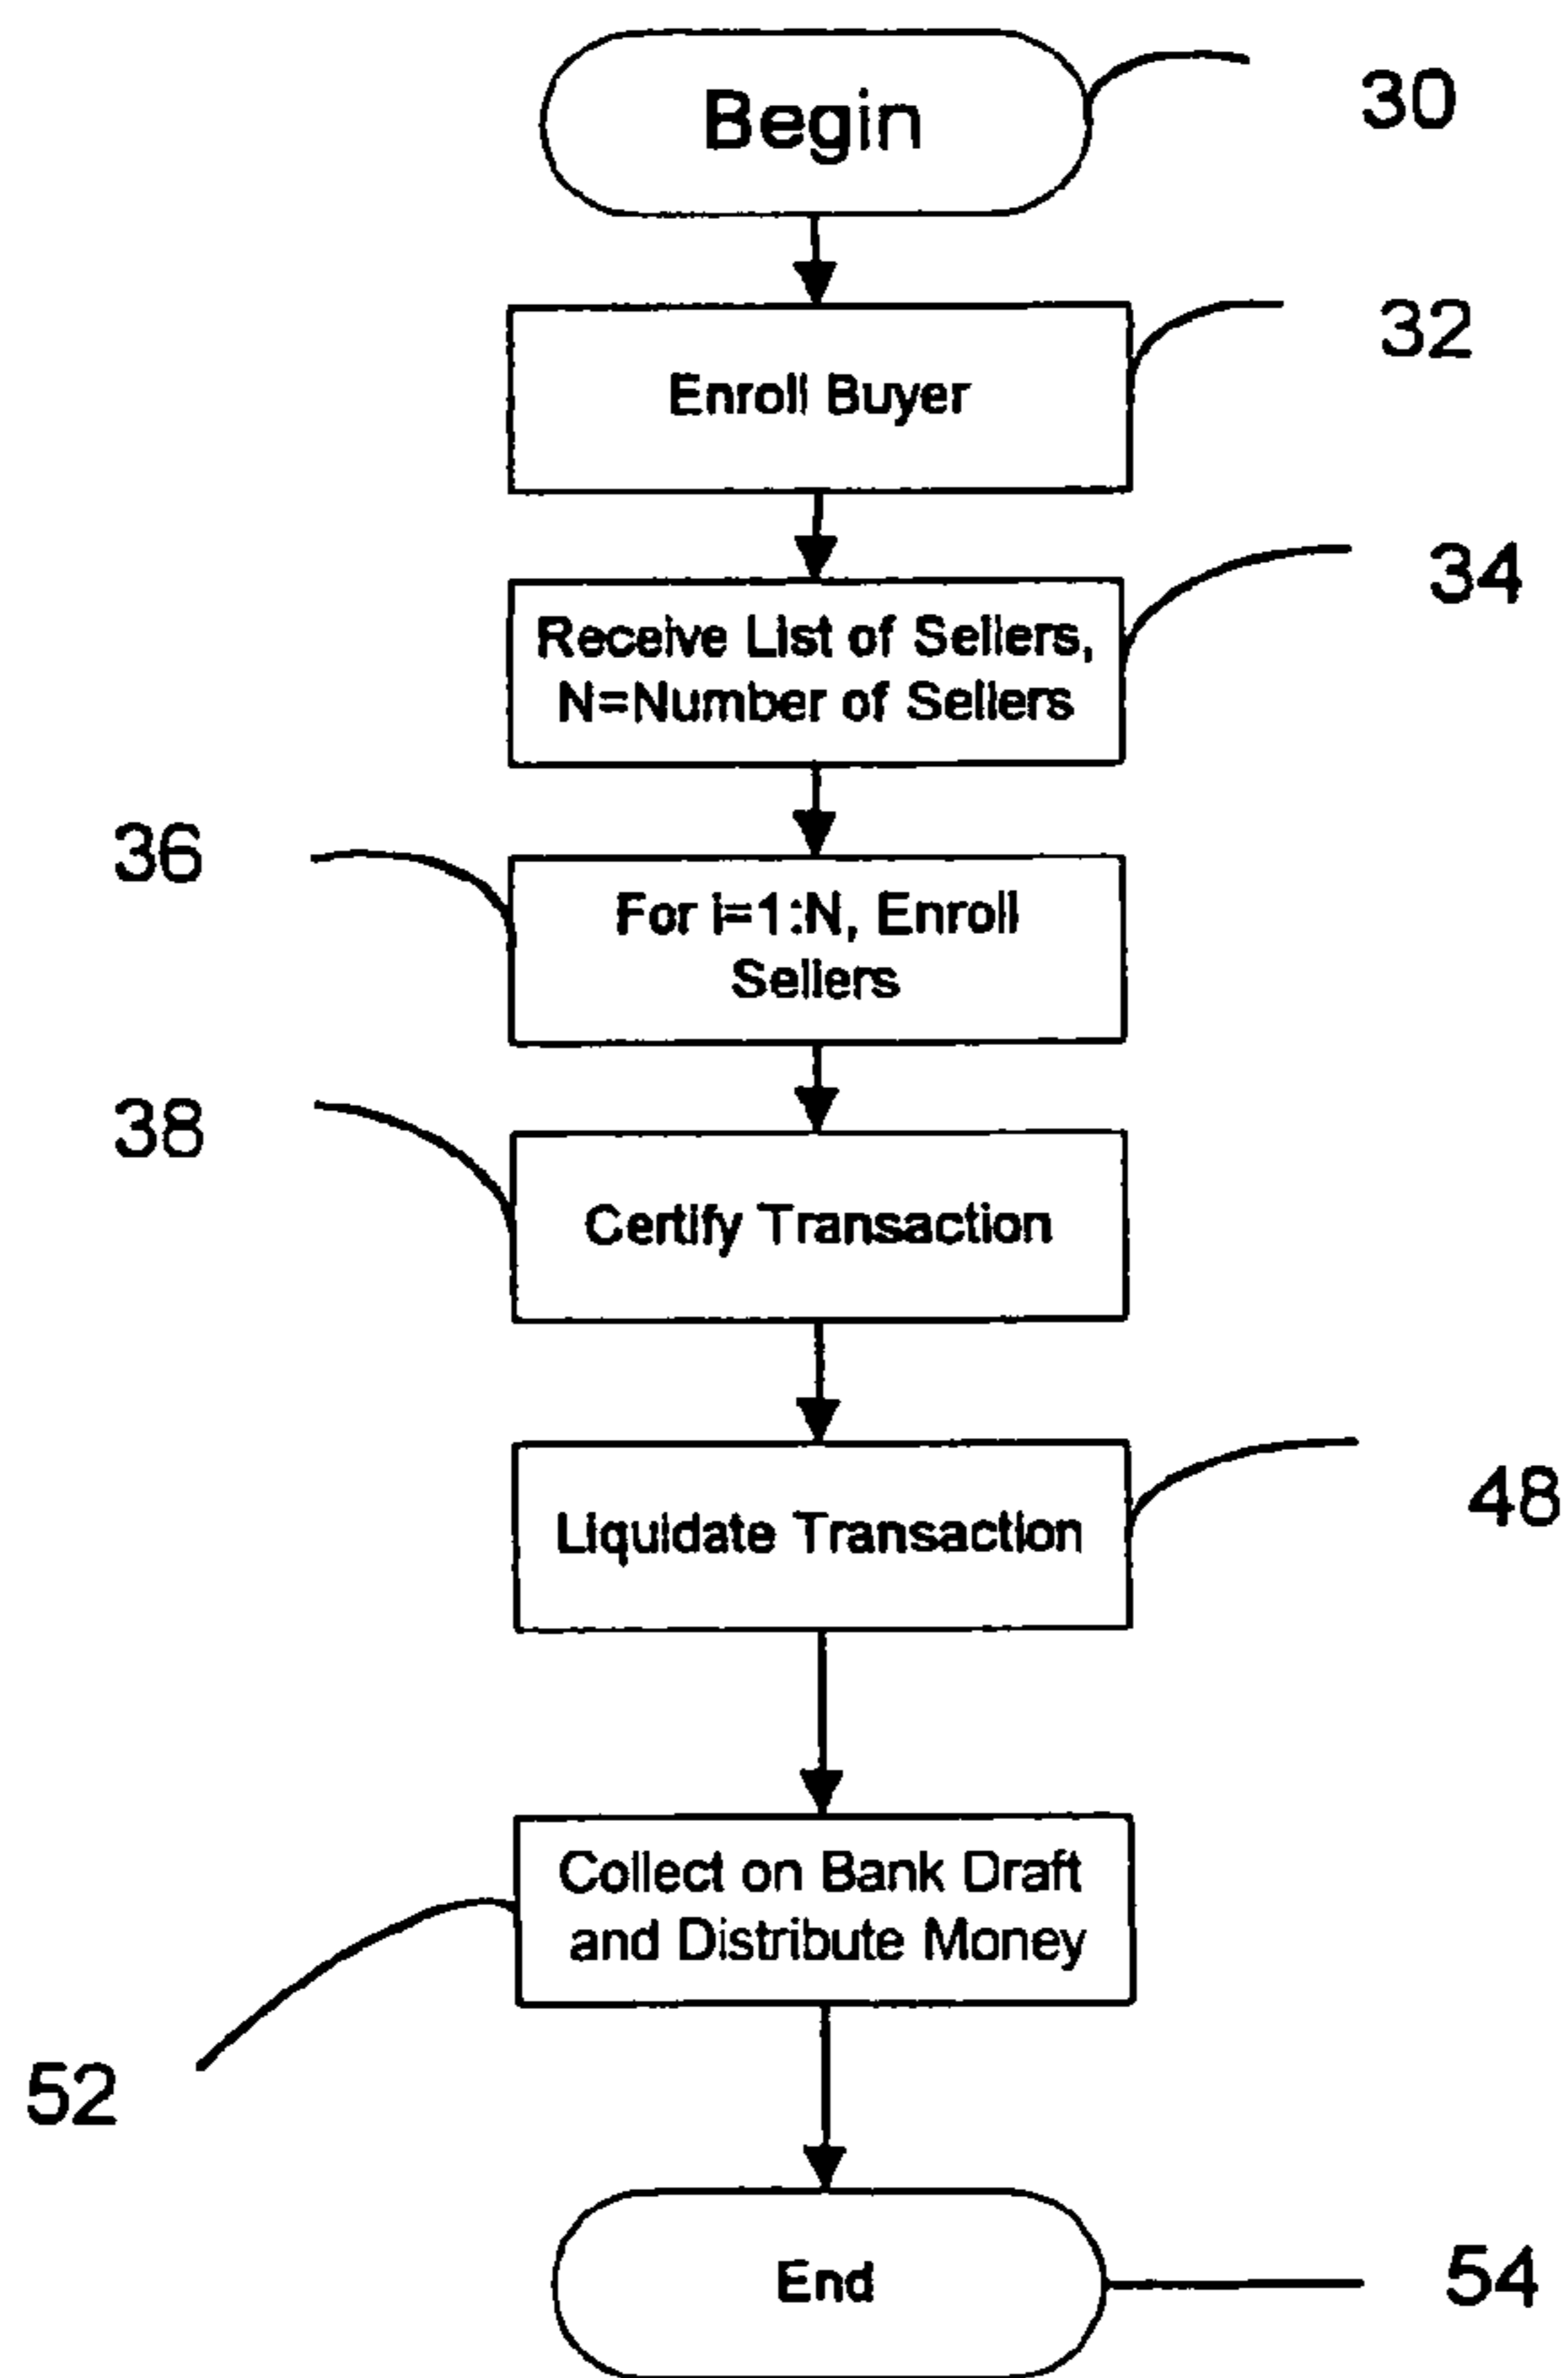 Begin
30
Enroll Buyer
32
Receive List of Sellers,
N=Number of Sellers
34
36
For i=1:N, Enroll
Sellers
38
Certify Transaction
Liquidate Transaction
48
Collect on Bank Draft
and Distribute Money
52
End
54